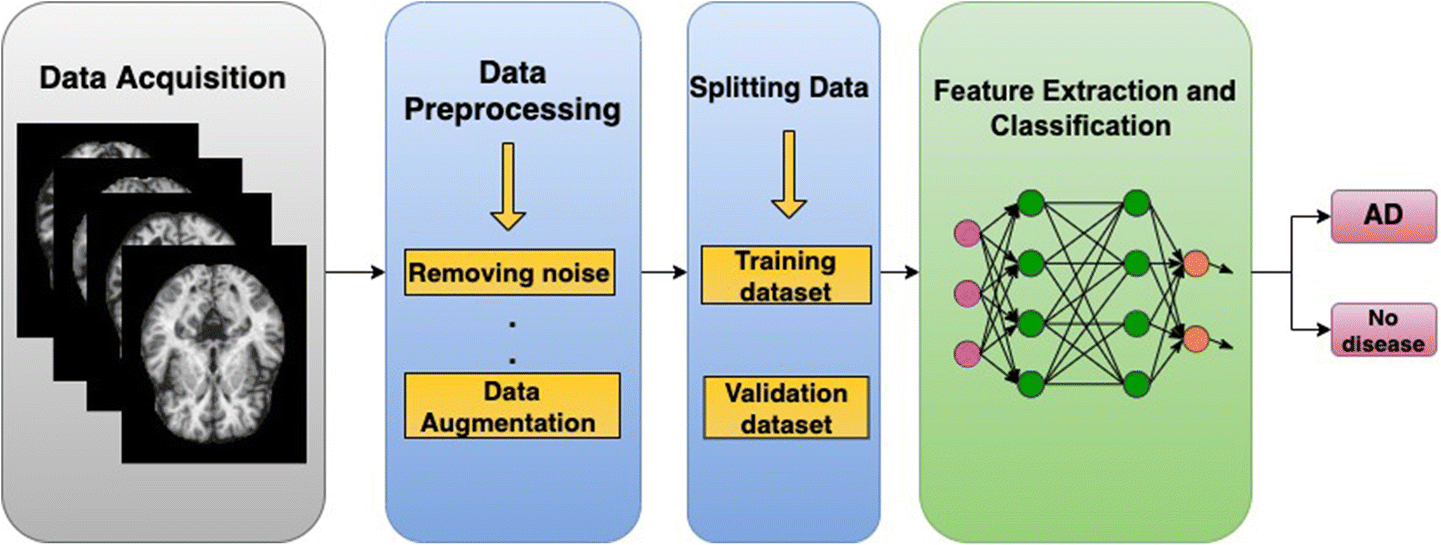 Data Acquisition
Data
Preprocessing
Removing noise
.
.
Data
Augmentation
Splitting Data
Training
dataset
Validation
dataset
Feature Extraction and
Classification
AD
No
disease